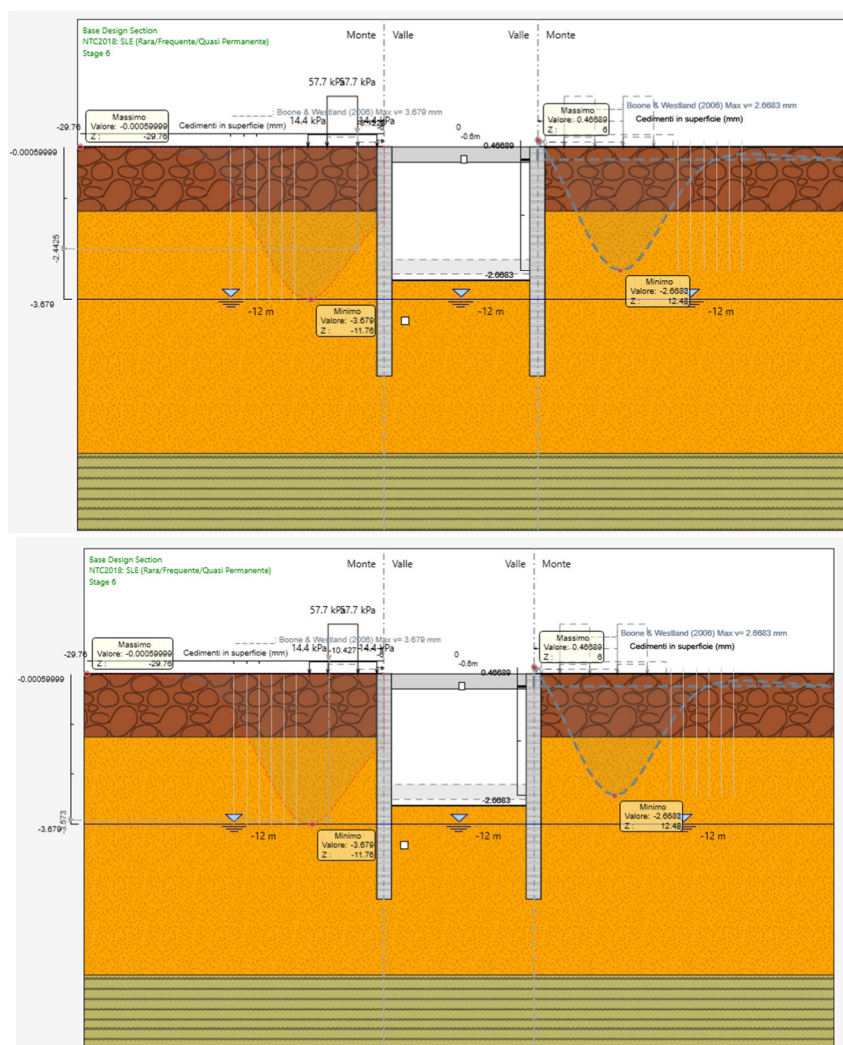 Base Design Section
NTC2018: SLE (Rara/Frequente/Quasi Permanente)
Stage 6
Monte
Valle
Valle
Monte
57.7 kPa
57.7 kPa
Massimo
Valore: -0.00059999
Z : -29.76
-29.76
: Boone & Westland (2006) Max v= 3.679 mm
14.4 kPa
14.4 kPa
Cedimenti in superficie (mm)
-6
0
-0.6m
Massimo
Valore: 0.46689
Z : 6
Boone & Westland (2006) Max v= 2.6683 mm
Cedimenti in superficie (mm)
-0.00059999
0.46689
-2.4425
-3.679
-2.6683
Minimo
Valore: -3.679
Z : -11.76
Minimo
Valore: -2.6683
Z : 12.48
-12 m
-12 m
-12 m
Base Design Section
NTC2018: SLE (Rara/Frequente/Quasi Permanente)
Stage 6
Monte
Valle
Valle
Monte
57.7 kPa
57.7 kPa
Massimo
Valore: -0.00059999
Z : -29.76
-29.76
: Boone & Westland (2006) Max v= 3.679 mm
14.4 kPa
-10.427
14.4 kPa
Cedimenti in superficie (mm)
-6
0
-0.6m
Massimo
Valore: 0.46689
Z : 6
: Boone & Westland (2006) Max v= 2.6683 mm
Cedimenti in superficie (mm)
-0.00059999
0.46689
-3.679
-2.6683
Minimo
Valore: -3.679
Z : -11.76
Minimo
Valore: -2.6683
Z : 12.48
-12 m
-12 m
-12 m